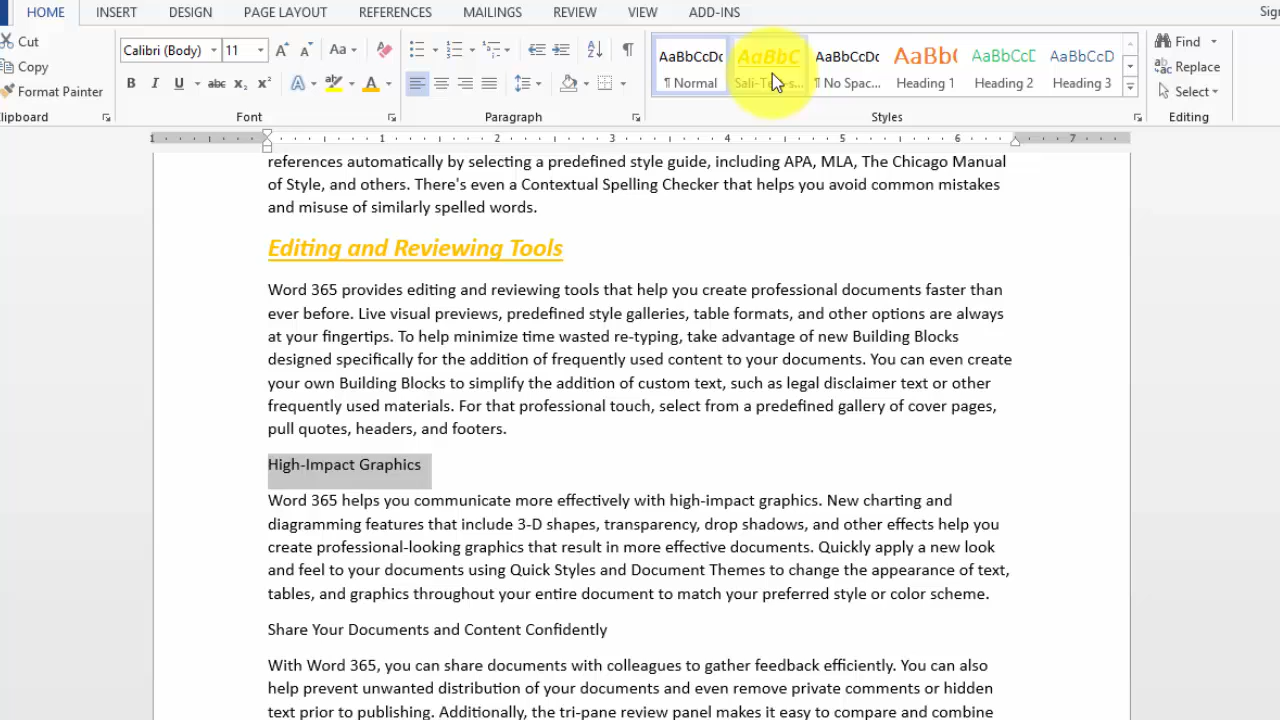 HOME INSERT DESIGN PAGE LAYOUT REFERENCES MAILINGS REVIEW VIEW ADD-INS
Cut
Copy
Format Painter
Calibri (Body) 11
Aa
B I U abc x₂ x² A A
AaBbCcDc AaBbC AaBbCcDc AaBb( AaBbCcE AaBbCcD
¶ Normal ¶ No Spac... Heading 1 Heading 2 Heading 3
Find
Replace
Select
lipboard Font Paragraph Styles Editing
1 1 2 3 4 5 6 7
references automatically by selecting a predefined style guide, including APA, MLA, The Chicago Manual
of Style, and others. There's even a Contextual Spelling Checker that helps you avoid common mistakes
and misuse of similarly spelled words.
Editing and Reviewing Tools
Word 365 provides editing and reviewing tools that help you create professional documents faster than
ever before. Live visual previews, predefined style galleries, table formats, and other options are always
at your fingertips. To help minimize time wasted re-typing, take advantage of new Building Blocks
designed specifically for the addition of frequently used content to your documents. You can even create
your own Building Blocks to simplify the addition of custom text, such as legal disclaimer text or other
frequently used materials. For that professional touch, select from a predefined gallery of cover pages,
pull quotes, headers, and footers.
High-Impact Graphics
Word 365 helps you communicate more effectively with high-impact graphics. New charting and
diagramming features that include 3-D shapes, transparency, drop shadows, and other effects help you
create professional-looking graphics that result in more effective documents. Quickly apply a new look
and feel to your documents using Quick Styles and Document Themes to change the appearance of text,
tables, and graphics throughout your entire document to match your preferred style or color scheme.
Share Your Documents and Content Confidently
With Word 365, you can share documents with colleagues to gather feedback efficiently. You can also
help prevent unwanted distribution of your documents and even remove private comments or hidden
text prior to publishing. Additionally, the tri-pane review panel makes it easy to compare and combine